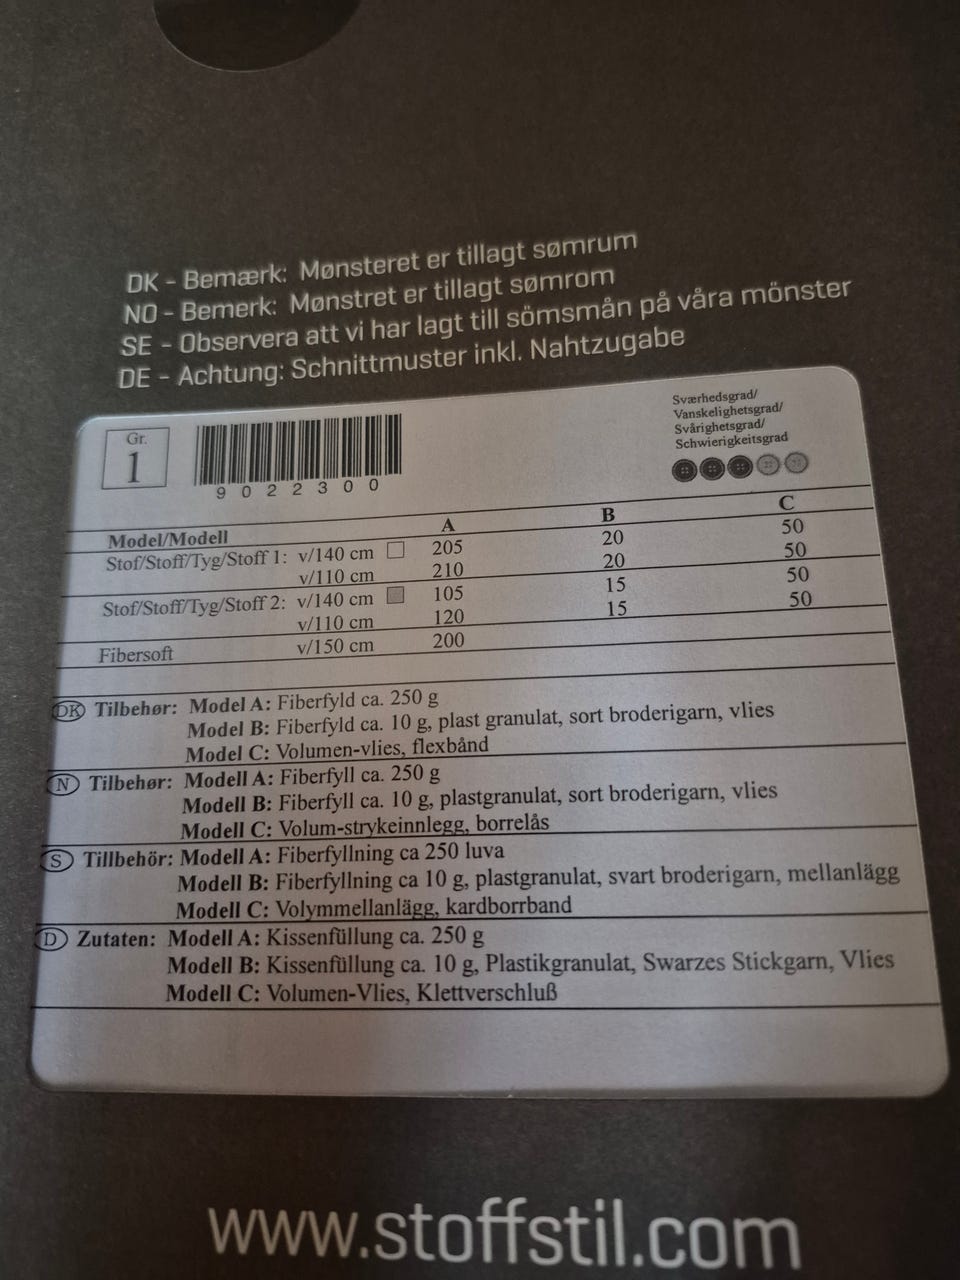 DK - Bemærk: Mønsteret er tillagt sømrum
NO - Bemerk: Mønstret er tillagt sømrom
SE - Observera att vi har lagt till sömsmån på våra mönster
DE - Achtung: Schnittmuster inkl. Nahtzugabe
Gr.
1
9022300
Sværhedsgrad/
Vanskelighetsgrad/
Svårighetsgrad/
Schwierigkeitsgrad
Model/Modell A B C
Stof/Stoff/Tyg/Stoff 1: v/140 cm 205 20 50
v/110 cm 210 20 50
Stof/Stoff/Tyg/Stoff 2: v/140 cm 105 15 50
v/110 cm 120 15 50
Fibersoft v/150 cm 200
DK Tilbehør: Model A: Fiberfyld ca. 250 g
Model B: Fiberfyld ca. 10 g, plast granulat, sort broderigarn, vlies
Model C: Volumen-vlies, flexbånd
N Tilbehør: Modell A: Fiberfyll ca. 250 g
Modell B: Fiberfyll ca. 10 g, plastgranulat, sort broderigarn, vlies
Modell C: Volum-strykeinnlegg, borrelås
S Tillbehör: Modell A: Fiberfyllning ca 250 luva
Modell B: Fiberfyllning ca 10 g, plastgranulat, svart broderigarn, mellanlägg
Modell C: Volymmellanlägg, kardborrband
D Zutaten: Modell A: Kissenfüllung ca. 250 g
Modell B: Kissenfüllung ca. 10 g, Plastikgranulat, Swarzes Stickgarn, Vlies
Modell C: Volumen-Vlies, Klettverschluß
www.stoffstil.com